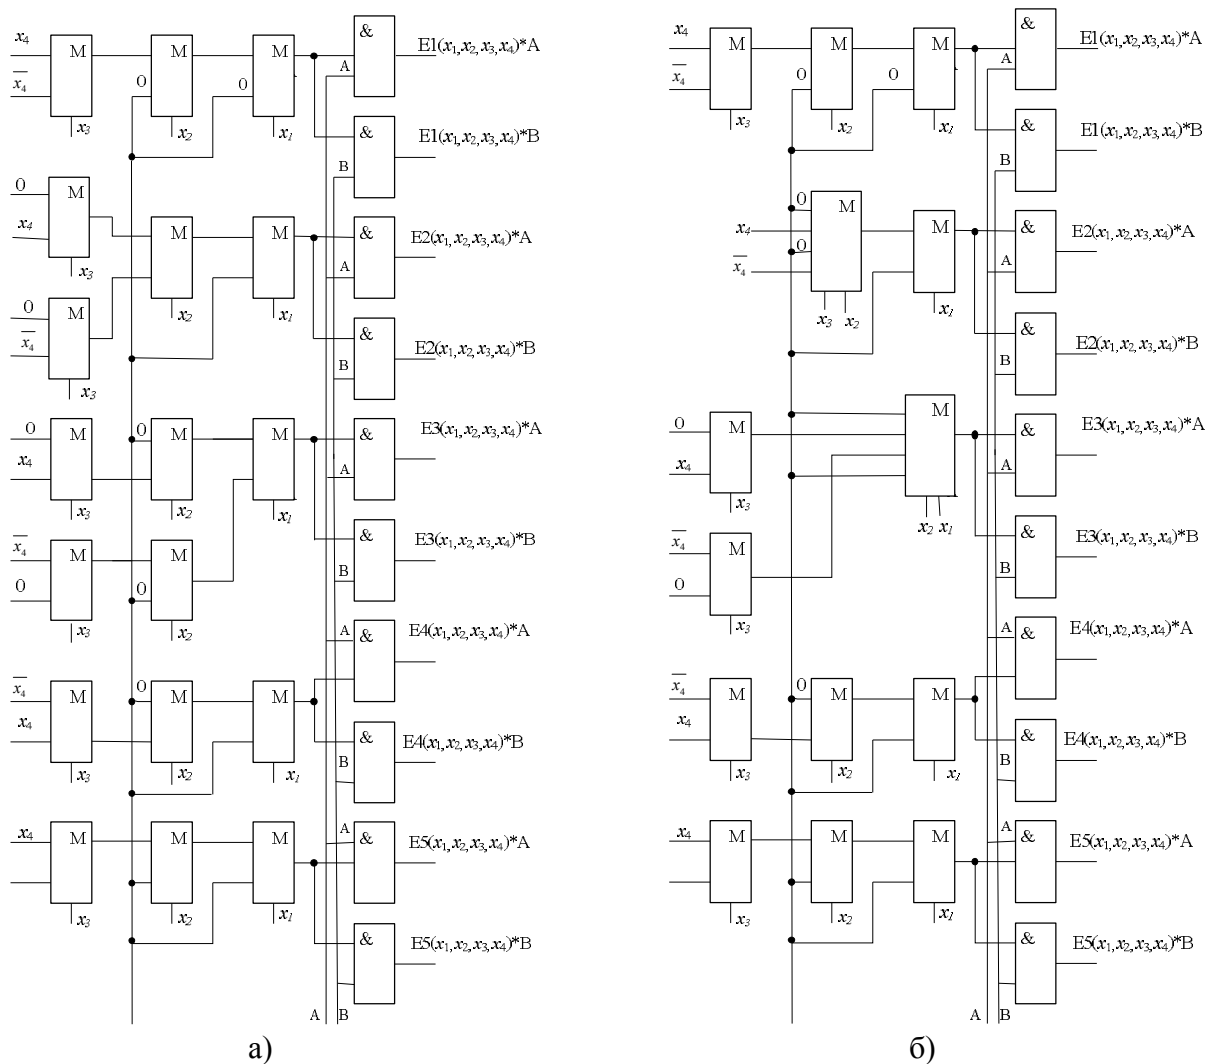 x₄ M M M & E1(x₁,x₂,x₃,x₄)*A
x̄₄ 0 0 A
x₃ x₂ x₁ & E1(x₁,x₂,x₃,x₄)*B
B
0 M
x₄ M M & E2(x₁,x₂,x₃,x₄)*A
x₃ A
0 M x₂ x₁ & E2(x₁,x₂,x₃,x₄)*B
x̄₄ B
x₃
0 M 0 M M & E3(x₁,x₂,x₃,x₄)*A
x₄ A
x₃ x₂ x₁
x̄₄ M M & E3(x₁,x₂,x₃,x₄)*B
0 0 B
x₃ x₂
A & E4(x₁,x₂,x₃,x₄)*A
x̄₄ M 0 M M
x₄ & E4(x₁,x₂,x₃,x₄)*B
x₃ x₂ x₁ B
x₄ M M M A & E5(x₁,x₂,x₃,x₄)*A
x₃ x₂ x₁
& E5(x₁,x₂,x₃,x₄)*B
A B
а)
x₄ M M M & E1(x₁,x₂,x₃,x₄)*A
x̄₄ 0 0 A
x₃ x₂ x₁ & E1(x₁,x₂,x₃,x₄)*B
B
0 M
x₄ M & E2(x₁,x₂,x₃,x₄)*A
0 A
x̄₄
x₃ x₂ x₁ & E2(x₁,x₂,x₃,x₄)*B
B
0 M M & E3(x₁,x₂,x₃,x₄)*A
x₄ A
x₃ x₂ x₁
x̄₄ M & E3(x₁,x₂,x₃,x₄)*B
0 B
x₃
A & E4(x₁,x₂,x₃,x₄)*A
x̄₄ M 0 M M
x₄ & E4(x₁,x₂,x₃,x₄)*B
x₃ x₂ x₁ B
x₄ M M M A & E5(x₁,x₂,x₃,x₄)*A
x₃ x₂ x₁
& E5(x₁,x₂,x₃,x₄)*B
A B
б)